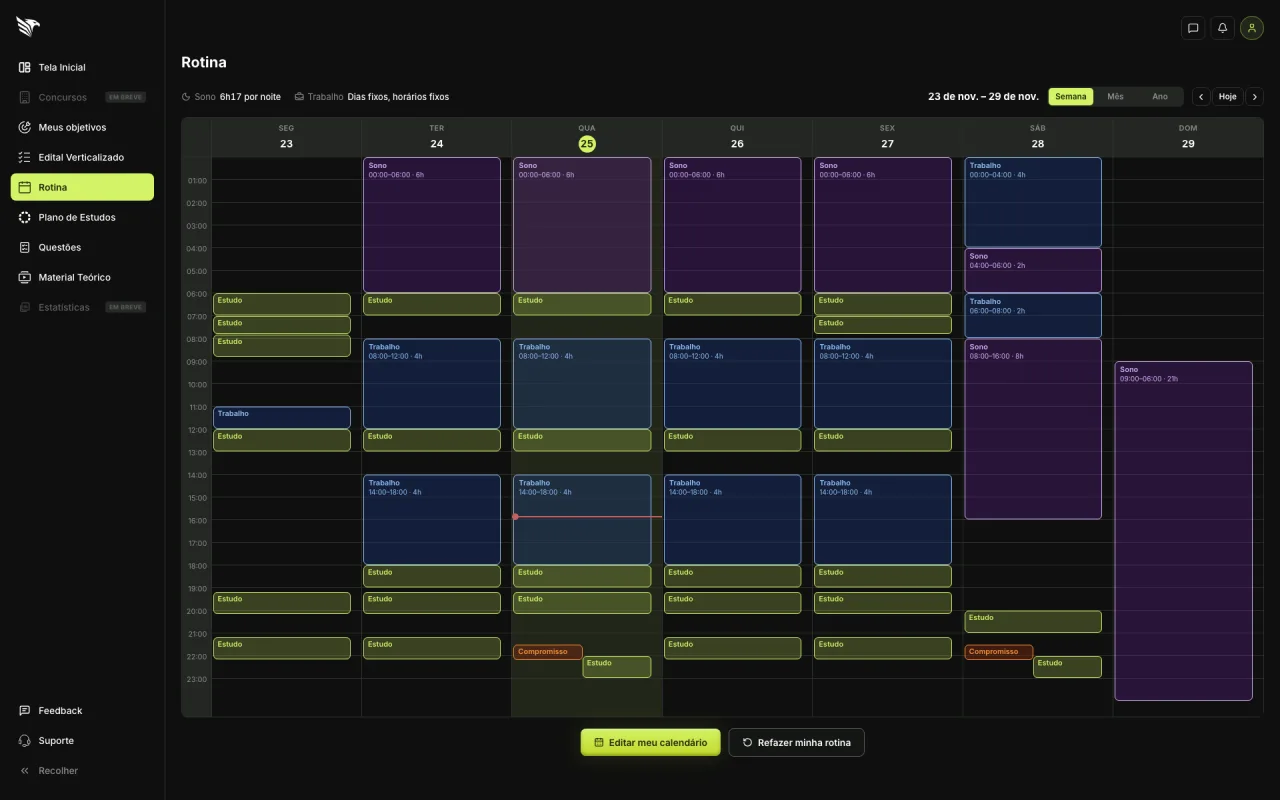 Tela Inicial
Concursos EM BREVE
Meus objetivos
Edital Verticalizado
Rotina
Plano de Estudos
Questões
Material Teórico
Estatísticas EM BREVE
Feedback
Suporte
Recolher
Rotina
Sono 6h17 por noite Trabalho Dias fixos, horários fixos
23 de nov. – 29 de nov. Semana Mês Ano Hoje
SEG TER QUA QUI SEX SÁB DOM
23 24 25 26 27 28 29
01:00
02:00
03:00
04:00
05:00
06:00
07:00
08:00
09:00
10:00
11:00
12:00
13:00
14:00
15:00
16:00
17:00
18:00
19:00
20:00
21:00
22:00
23:00
Estudo
Estudo
Estudo
Trabalho
Estudo
Estudo
Estudo
Sono
00:00–06:00 · 6h
Estudo
Trabalho
08:00–12:00 · 4h
Estudo
Trabalho
14:00–18:00 · 4h
Estudo
Estudo
Estudo
Sono
00:00–06:00 · 6h
Estudo
Trabalho
08:00–12:00 · 4h
Estudo
Trabalho
14:00–18:00 · 4h
Estudo
Estudo
Compromisso
Estudo
Sono
00:00–06:00 · 6h
Estudo
Trabalho
08:00–12:00 · 4h
Estudo
Trabalho
14:00–18:00 · 4h
Estudo
Estudo
Estudo
Sono
00:00–06:00 · 6h
Estudo
Estudo
Trabalho
08:00–12:00 · 4h
Estudo
Trabalho
14:00–18:00 · 4h
Estudo
Estudo
Estudo
Trabalho
00:00–04:00 · 4h
Sono
04:00–06:00 · 2h
Trabalho
06:00–08:00 · 2h
Sono
08:00–16:00 · 8h
Estudo
Compromisso
Estudo
Sono
09:00–06:00 · 21h
Editar meu calendário
Refazer minha rotina